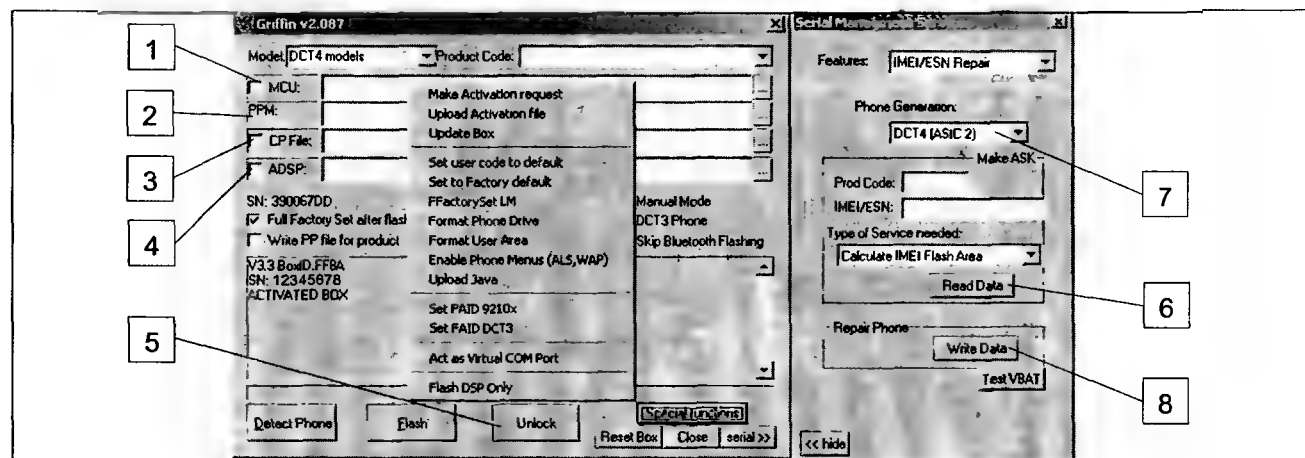 Griffin v2.087
Model: DCT4 models
Product Code:
MCU:
PPM:
CP File:
ADSP:
SN: 390067DD
Full Factory Set after flash
Write PP file for product
V3.3 BoxID.FFBA
SN: 12345678
ACTIVATED BOX
Make Activation request
Upload Activation file
Update Box
Set user code to default
Set to Factory default
FFactorySet LM
Format Phone Drive
Format User Area
Enable Phone Menus (ALS,WAP)
Upload Java
Set PAID 9210x
Set FAID DCT3
Act as Virtual COM Port
Flash DSP Only
Manual Mode
DCT3 Phone
Skip Bluetooth Flashing
Detect Phone
Flash
Unlock
Special functions
Reset Box
Close
serial >>
Serial
Features: IMEI/ESN Repair
Phone Generation:
DCT4 (ASIC 2)
Make ASK
Prod Code:
IMEI/ESN:
Type of Service needed:
Calculate IMEI Flash Area
Read Data
Repair Phone
Write Data
Test VBAT
<< hide
1
2
3
4
5
7
6
8